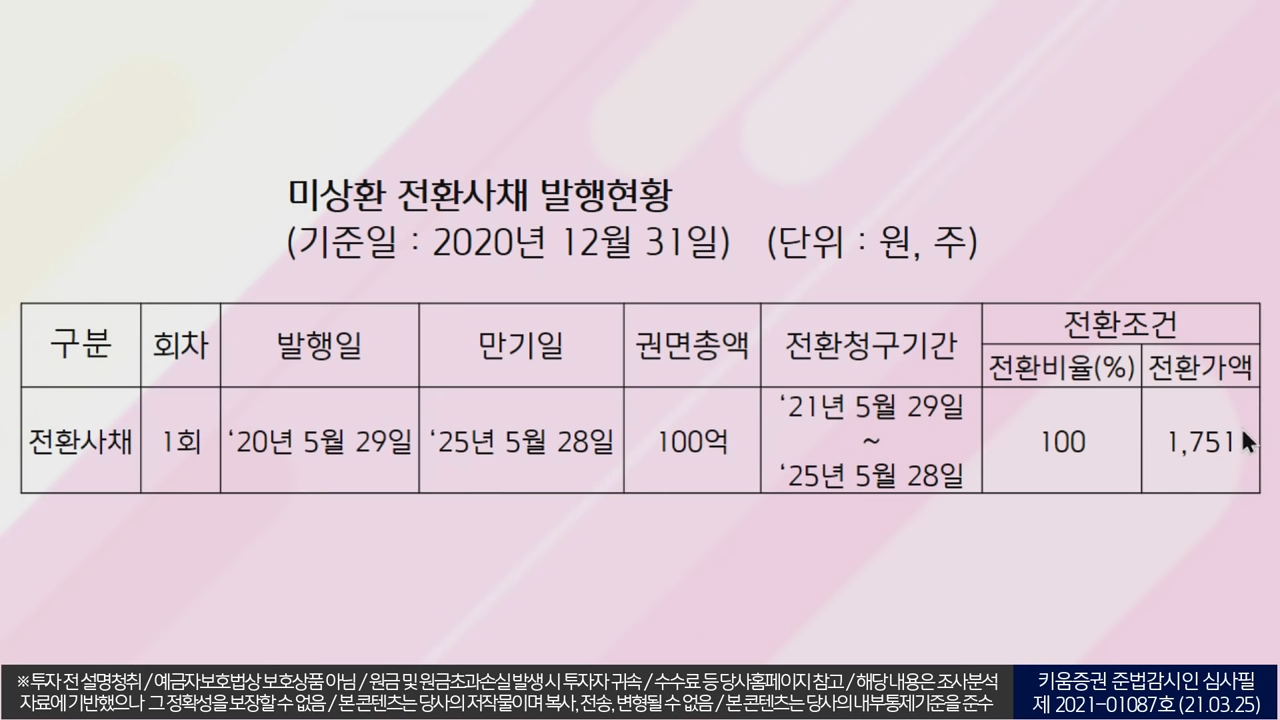 미상환 전환사채 발행현황
(기준일 : 2020년 12월 31일) (단위 : 원, 주)
구분 회차 발행일 만기일 권면총액 전환청구기간 전환조건
전환비율(%) 전환가액
전환사채 1회 ‘20년 5월 29일 ‘25년 5월 28일 100억 ‘21년 5월 29일 ~ ‘25년 5월 28일 100 1,751
※ 투자 전 설명청취 / 예금자보호법상 보호상품 아님 / 원금 및 원금초과손실 발생 시 투자자 귀속 / 수수료 등 당사홈페이지 참고 / 해당 내용은 조사분석
자료에 기반했으나 그 정확성을 보장할 수 없음 / 본 콘텐츠는 당사의 저작물이며 복사, 전송, 변형될 수 없음 / 본 콘텐츠는 당사의 내부통제기준을 준수
키움증권 준법감시인 심사필
제 2021-01087호 (21.03.25)